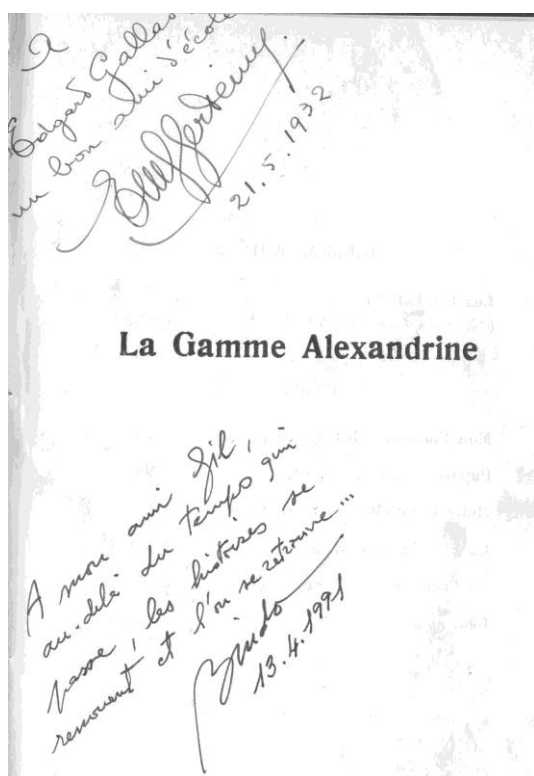 A
Edgard
un bon ami d'école
21.5.1932
La Gamme Alexandrine
A mon ami Gil,
au-delà du temps qui
passe, les histoires se
renouent et l'on se retrouve...
13.4.1991